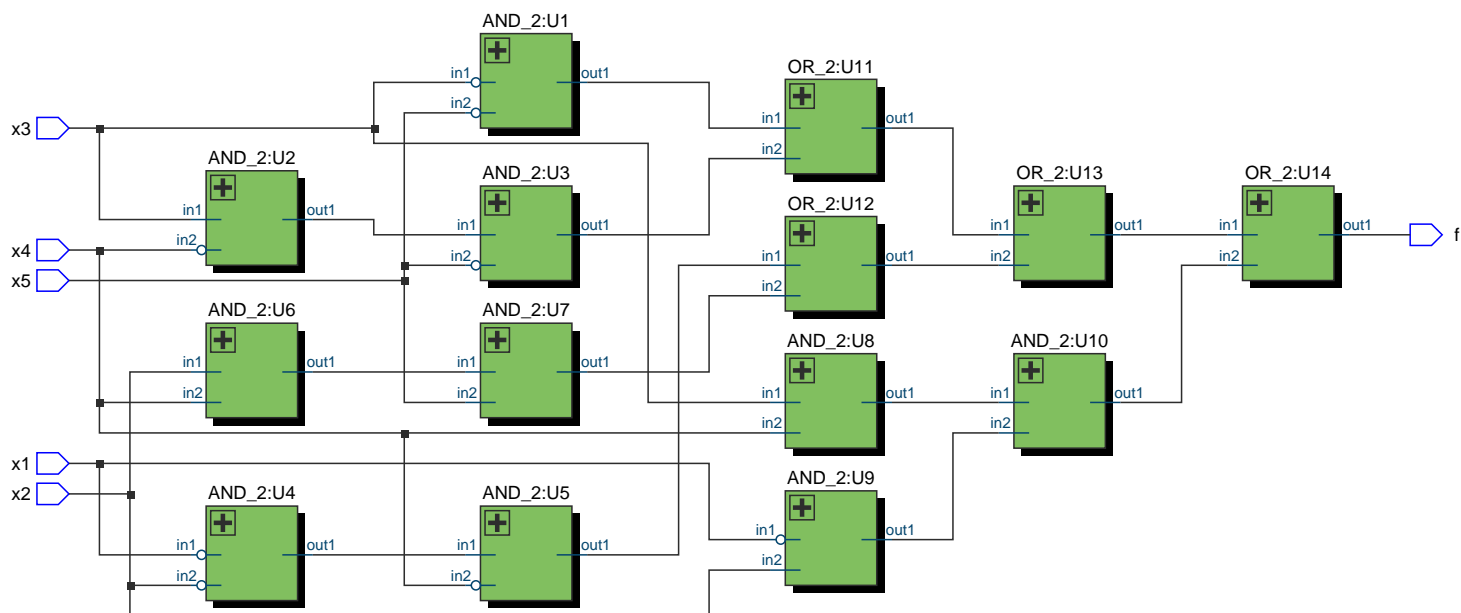 AND_2:U1
in1 out1
in2
OR_2:U11
in1 out1
in2
x3
AND_2:U2
in1 out1
in2
AND_2:U3
in1 out1
in2
OR_2:U12
in1 out1
in2
OR_2:U13
in1 out1
in2
OR_2:U14
in1 out1
in2
f
x4
x5
AND_2:U6
in1 out1
in2
AND_2:U7
in1 out1
in2
AND_2:U8
in1 out1
in2
AND_2:U10
in1 out1
in2
x1
x2
AND_2:U4
in1 out1
in2
AND_2:U5
in1 out1
in2
AND_2:U9
in1 out1
in2